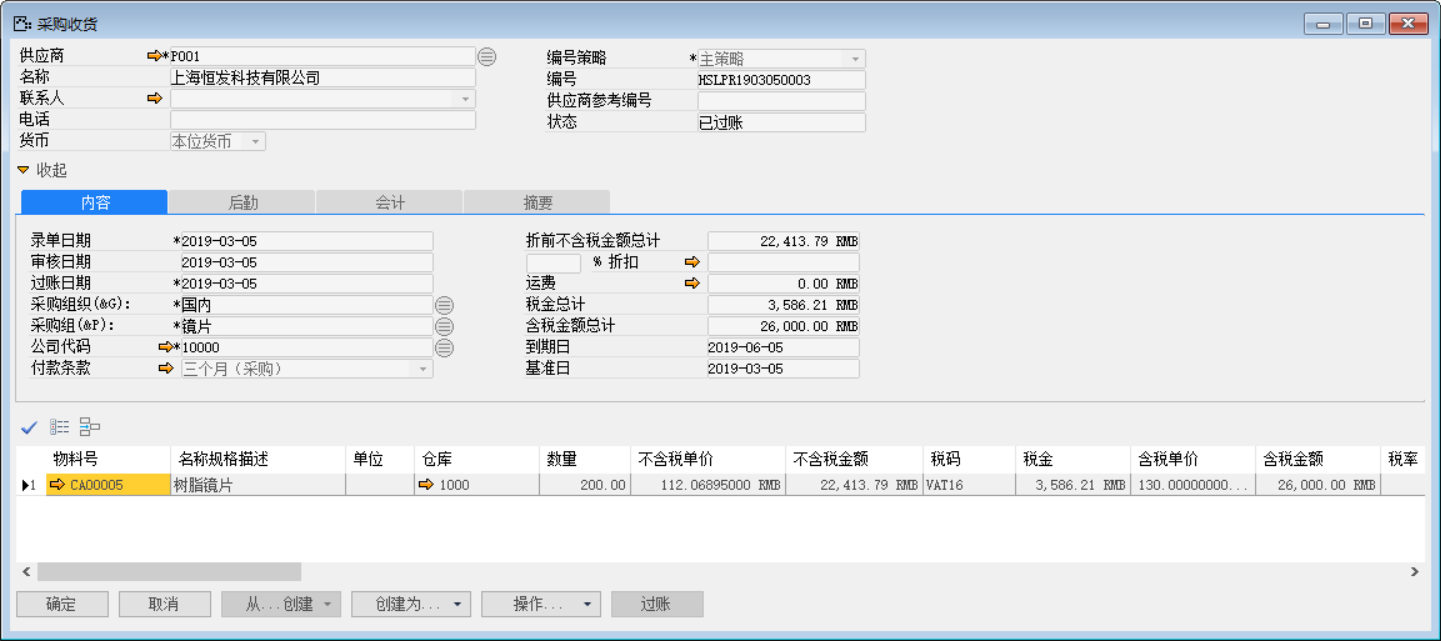 采购收货
供应商 *P001 编号策略 *主策略
名称 上海恒发科技有限公司 编号 HSLPR1903050003
联系人 供应商参考编号
电话 状态 已过账
货币 本位货币
收起
内容 后勤 会计 摘要
录单日期 *2019-03-05 折前不含税金额总计 22,413.79 RMB
审核日期 2019-03-05 % 折扣
过账日期 *2019-03-05 运费 0.00 RMB
采购组织(&G): *国内 税金总计 3,586.21 RMB
采购组(&P): *镜片 含税金额总计 26,000.00 RMB
公司代码 *10000 到期日 2019-06-05
付款条款 三个月（采购） 基准日 2019-03-05
物料号 名称规格描述 单位 仓库 数量 不含税单价 不含税金额 税码 税金 含税单价 含税金额 税率
1 CA00005 树脂镜片 1000 200.00 112.06895000 RMB 22,413.79 RMB VAT16 3,586.21 RMB 130.00000000... 26,000.00 RMB
确定 取消 从...创建 创建为... 操作... 过账